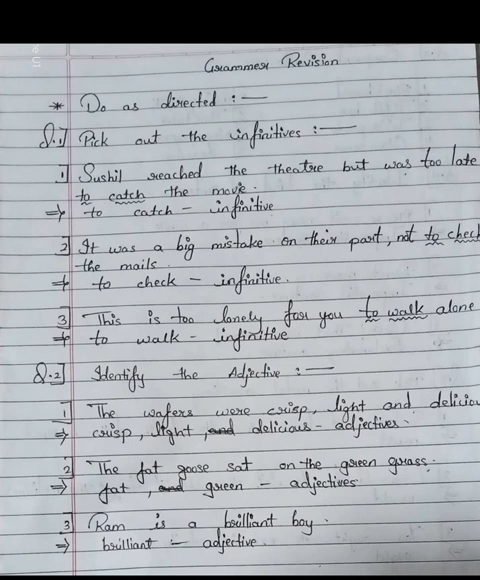 Grammer Revision
* Do as directed :—
Q.1] Pick out the infinitives :—
1] Sushil reached the theatre but was too late
to catch the movie.
⇒ to catch - infinitive
2] It was a big mistake on their part, not to check
the mails.
⇒ to check - infinitive.
3] This is too lonely for you to walk alone
⇒ to walk - infinitive
Q.2] Identify the Adjective :—
1] The wafers were crisp, light and deliciou
⇒ crisp, light, and delicious - adjectives.
2] The fat goose sat on the green grass.
⇒ fat, and green - adjectives
3] Ram is a brilliant boy.
⇒ brilliant - adjective.